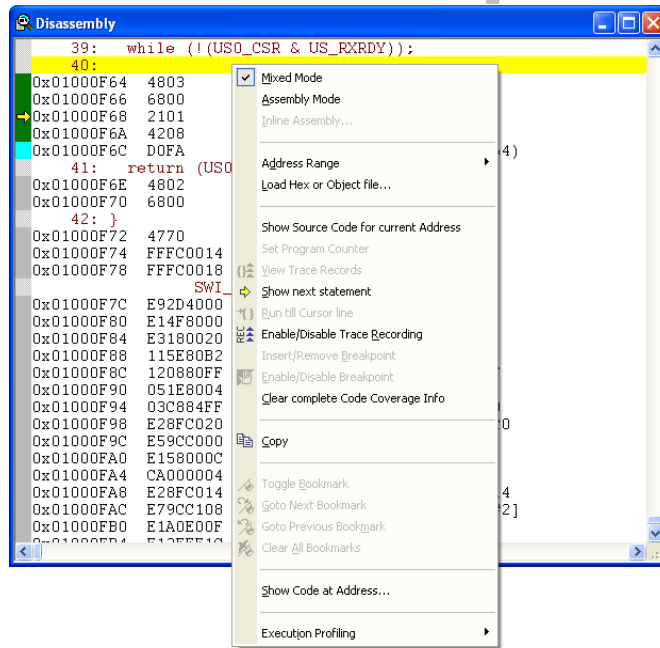 Disassembly
39: while (!(US0_CSR & US_RXRDY));
40:
0x01000F64 4803
0x01000F66 6800
0x01000F68 2101
0x01000F6A 4208
0x01000F6C D0FA 4)
41: return (US0
0x01000F6E 4802
0x01000F70 6800
42: }
0x01000F72 4770
0x01000F74 FFFC0014
0x01000F78 FFFC0018
SWI_
0x01000F7C E92D4000
0x01000F80 E14F8000
0x01000F84 E3180020
0x01000F88 115E80B2
0x01000F8C 120880FF
0x01000F90 051E8004
0x01000F94 03C884FF
0x01000F98 E28FC020 20
0x01000F9C E59CC000
0x01000FA0 E158000C
0x01000FA4 CA000004
0x01000FA8 E28FC014 4
0x01000FAC E79CC108 2]
0x01000FB0 E1A0E00F
Mixed Mode
Assembly Mode
Inline Assembly...
Address Range
Load Hex or Object file...
Show Source Code for current Address
Set Program Counter
View Trace Records
Show next statement
Run till Cursor line
REC Enable/Disable Trace Recording
Insert/Remove Breakpoint
Enable/Disable Breakpoint
Clear complete Code Coverage Info
Copy
Toggle Bookmark
Goto Next Bookmark
Goto Previous Bookmark
Clear All Bookmarks
Show Code at Address...
Execution Profiling